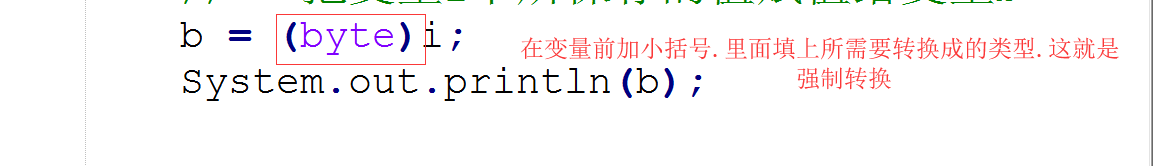 b = (byte)i;
在变量前加小括号.里面填上所需要转换成的类型.这就是
强制转换
System.out.println(b);